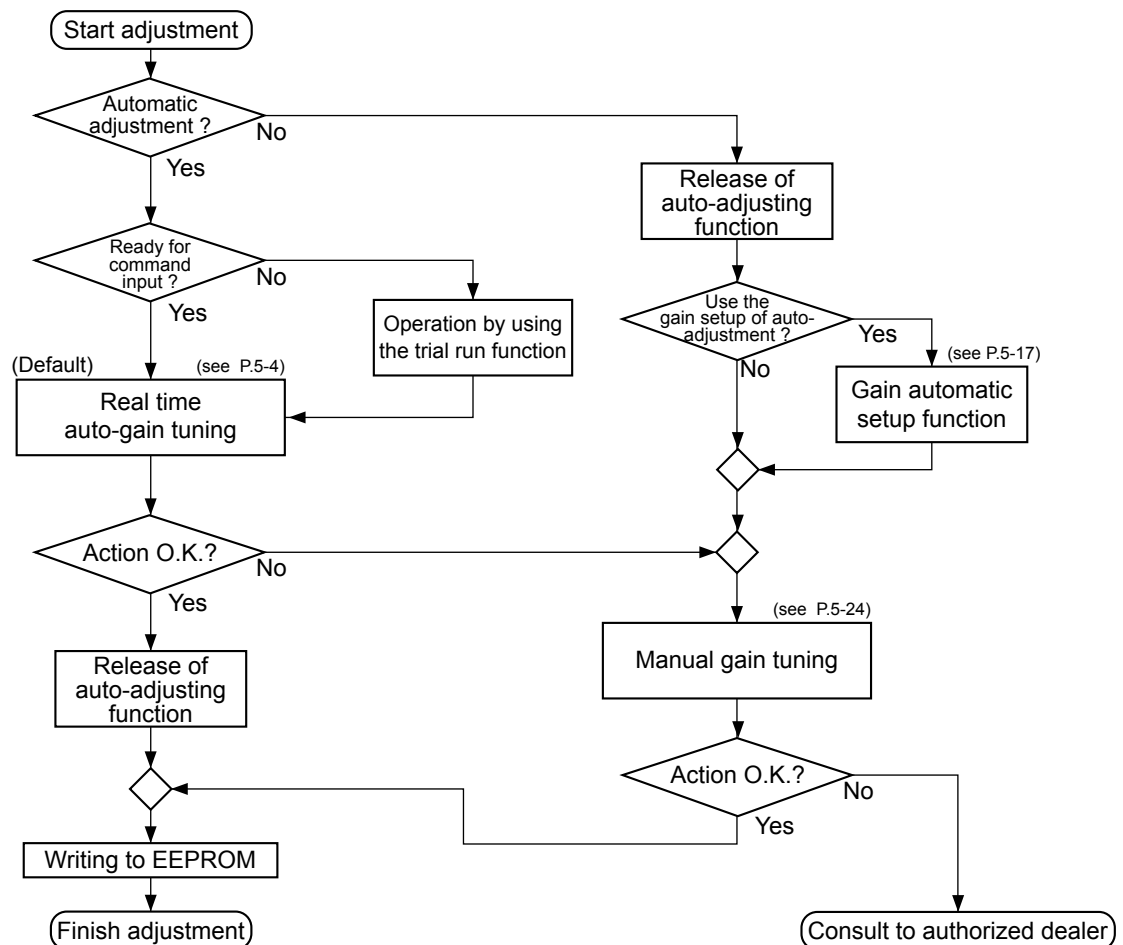 Start adjustment
Automatic
adjustment ?
No
Yes
Release of
auto-adjusting
function
Ready for
command
input ?
No
Yes
Operation by using
the trial run function
Use the
gain setup of auto-
adjustment ?
Yes
No
(see P.5-17)
Gain automatic
setup function
(Default)
(see P.5-4)
Real time
auto-gain tuning
Action O.K.?
No
Yes
(see P.5-24)
Manual gain tuning
Release of
auto-adjusting
function
Action O.K.?
No
Yes
Writing to EEPROM
Finish adjustment
Consult to authorized dealer